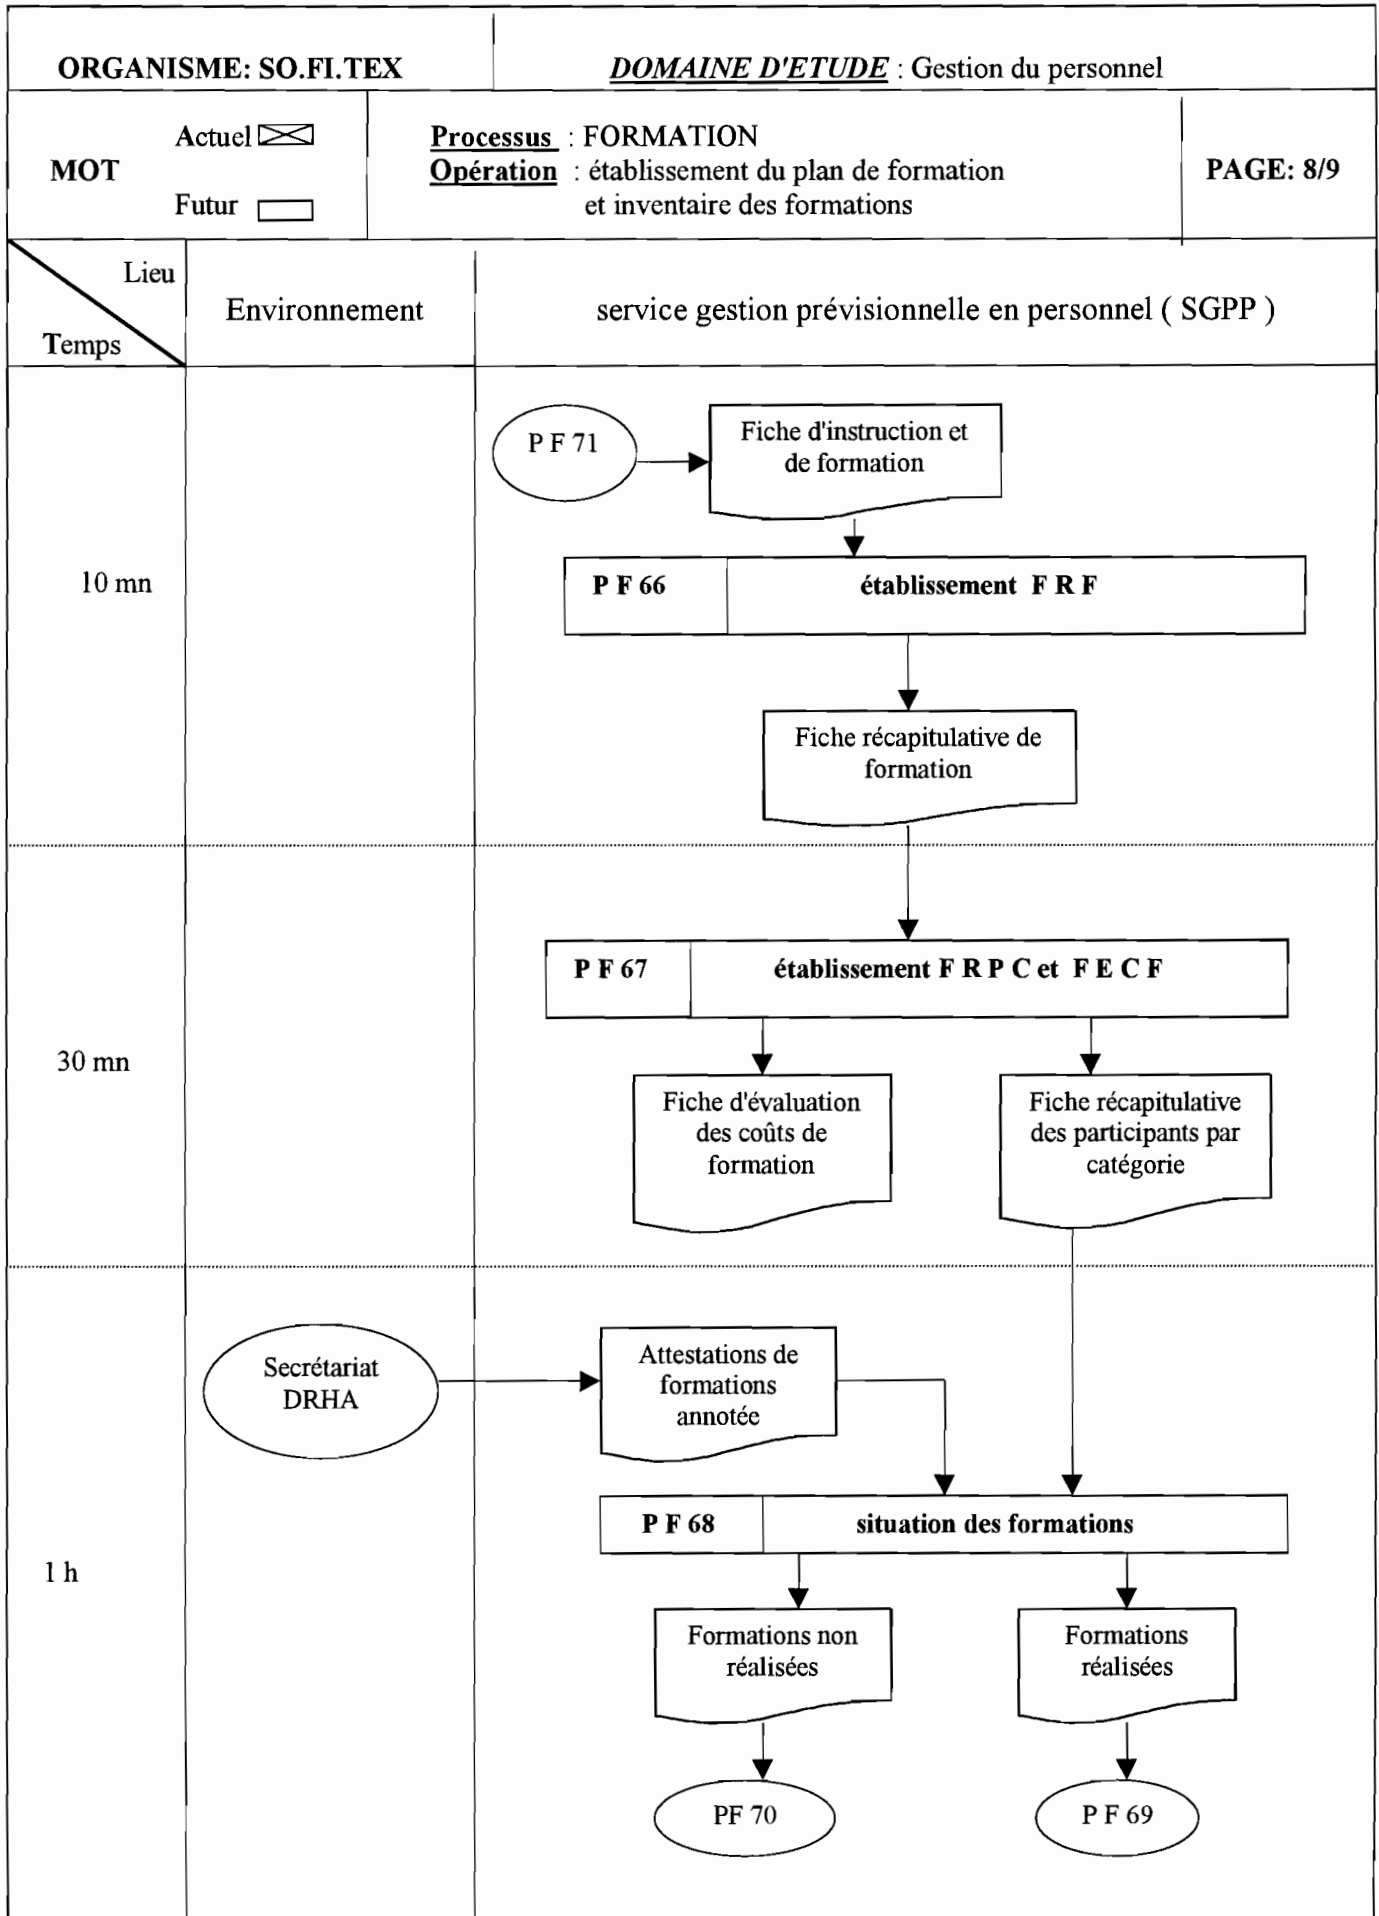 ORGANISME: SO.FI.TEX
DOMAINE D'ETUDE : Gestion du personnel
MOT
Actuel
Futur
Processus : FORMATION
Opération : établissement du plan de formation
et inventaire des formations
PAGE: 8/9
Lieu
Temps
Environnement
service gestion prévisionnelle en personnel ( SGPP )
P F 71
Fiche d'instruction et
de formation
10 mn
P F 66
établissement F R F
Fiche récapitulative de
formation
P F 67
établissement F R P C et F E C F
30 mn
Fiche d'évaluation
des coûts de
formation
Fiche récapitulative
des participants par
catégorie
Secrétariat
DRHA
Attestations de
formations
annotée
P F 68
situation des formations
1 h
Formations non
réalisées
Formations
réalisées
PF 70
P F 69